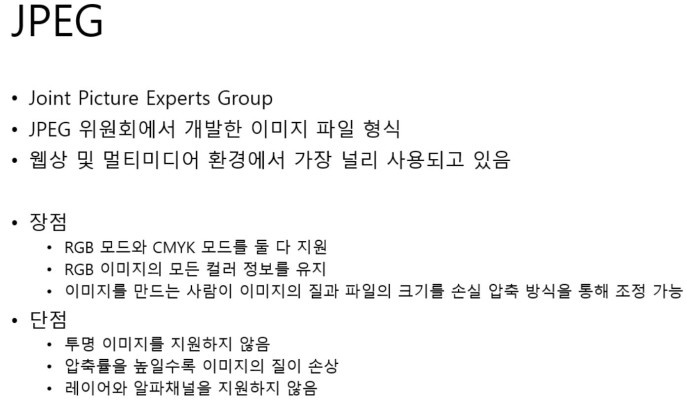 JPEG
• Joint Picture Experts Group
• JPEG 위원회에서 개발한 이미지 파일 형식
• 웹상 및 멀티미디어 환경에서 가장 널리 사용되고 있음
• 장점
• RGB 모드와 CMYK 모드를 둘 다 지원
• RGB 이미지의 모든 컬러 정보를 유지
• 이미지를 만드는 사람이 이미지의 질과 파일의 크기를 손실 압축 방식을 통해 조정 가능
• 단점
• 투명 이미지를 지원하지 않음
• 압축률을 높일수록 이미지의 질이 손상
• 레이어와 알파채널을 지원하지 않음